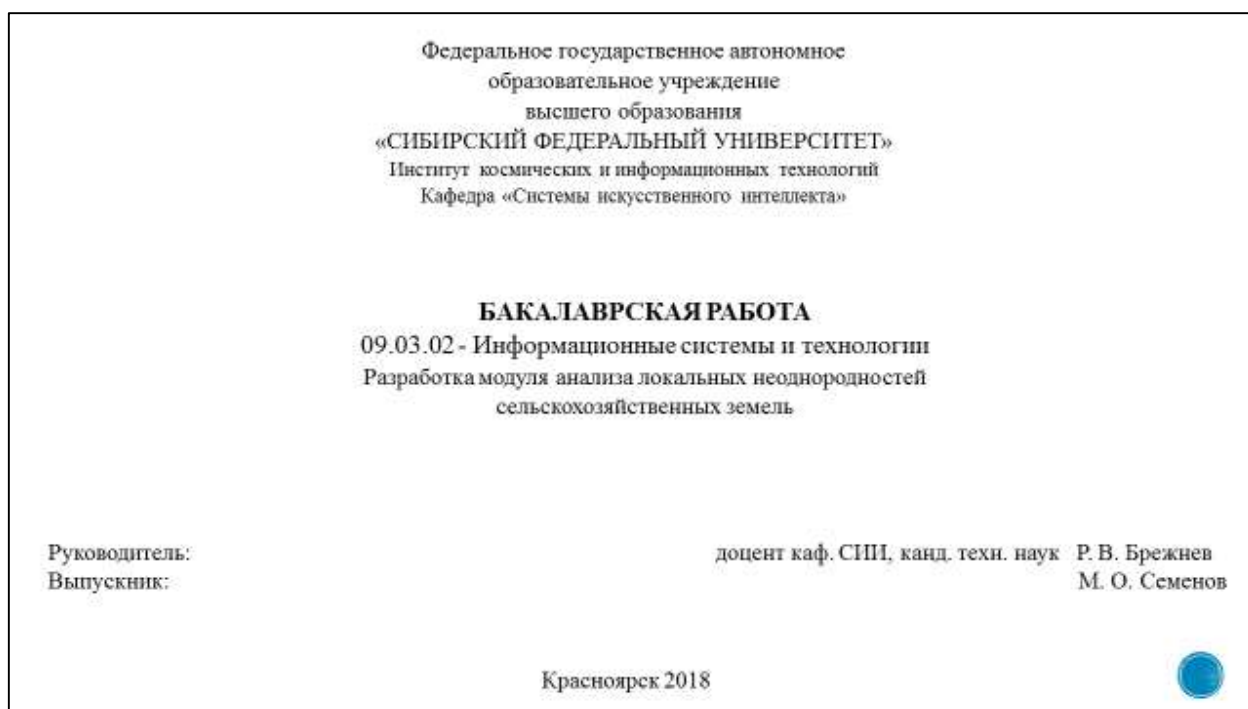 Федеральное государственное автономное
образовательное учреждение
высшего образования
«СИБИРСКИЙ ФЕДЕРАЛЬНЫЙ УНИВЕРСИТЕТ»
Институт космических и информационных технологий
Кафедра «Системы искусственного интеллекта»
БАКАЛАВРСКАЯ РАБОТА
09.03.02 - Информационные системы и технологии
Разработка модуля анализа локальных неоднородностей
сельскохозяйственных земель
Руководитель: доцент каф. СИИ, канд. техн. наук Р. В. Брежнев
Выпускник: М. О. Семенов
Красноярск 2018